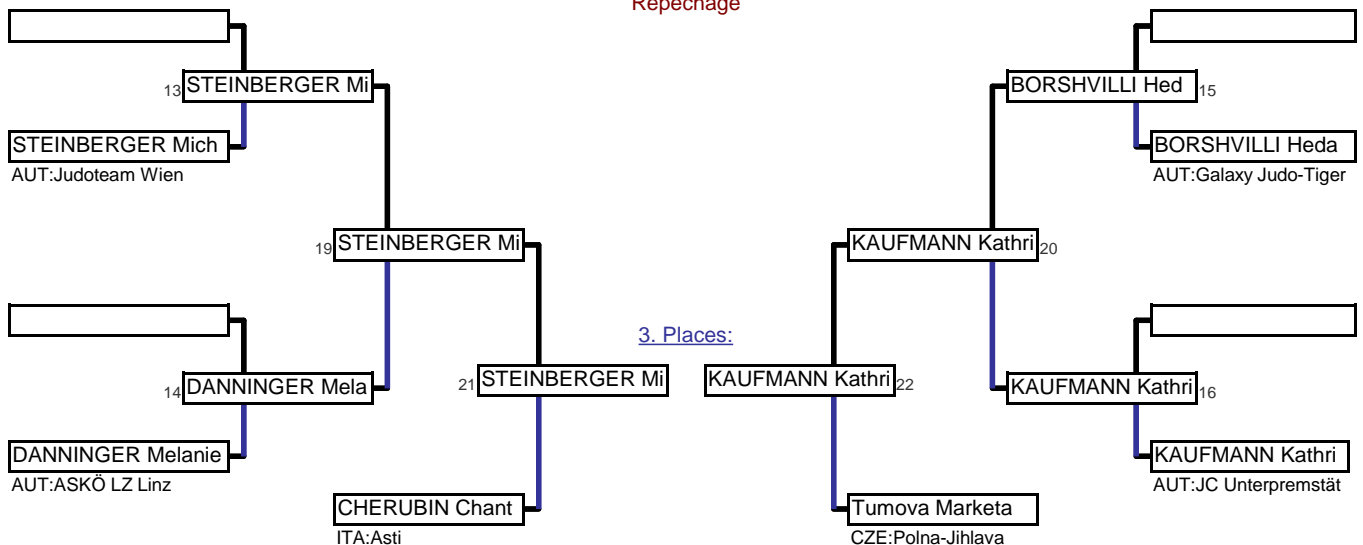 Repechage
13 STEINBERGER Mi
BORSHVILLI Hed 15
STEINBERGER Mich
AUT:Judoteam Wien
BORSHVILLI Heda
AUT:Galaxy Judo-Tiger
19 STEINBERGER Mi
KAUFMANN Kathri 20
3. Places:
14 DANNINGER Mela
21 STEINBERGER Mi
KAUFMANN Kathri 22
KAUFMANN Kathri 16
DANNINGER Melanie
AUT:ASKÖ LZ Linz
KAUFMANN Kathri
AUT:JC Unterpremstät
CHERUBIN Chant
ITA:Asti
Tumova Marketa
CZE:Polna-Jihlava